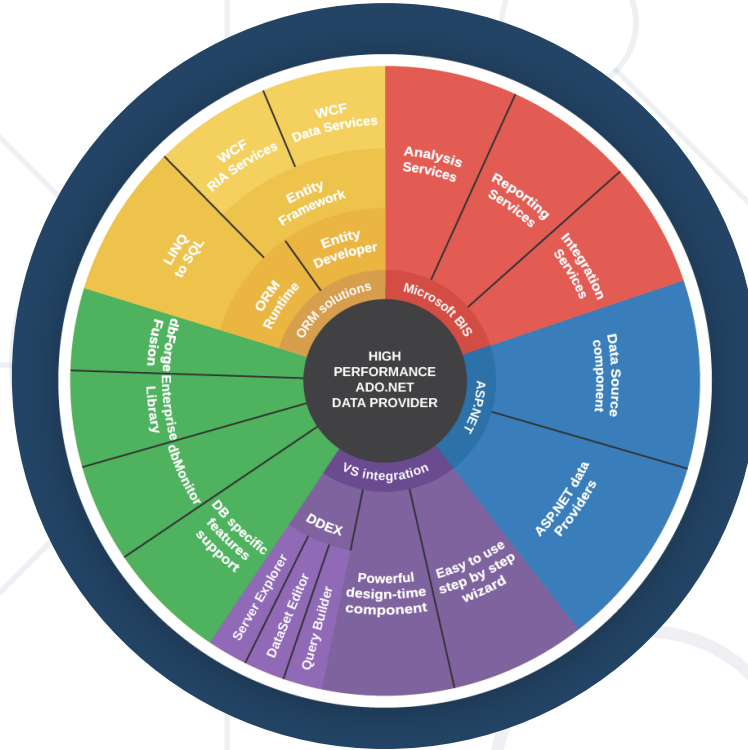 HIGH
PERFORMANCE
ADO.NET
DATA PROVIDER
Microsoft BIS
Analysis
Services
Reporting
Services
Integration
Services
ASP.NET
Data Source
component
ASP.NET data
Providers
VS integration
Easy to use
step by step
wizard
Powerful
design-time
component
DDEX
Query Builder
DataSet Editor
Server Explorer
DB specific
features
support
dbMonitor
Enterprise
Library
dbForge
Fusion
ORM solutions
LINQ
to SQL
WCF
RIA Services
WCF
Data Services
Entity
Framework
Entity
Developer
ORM
Runtime